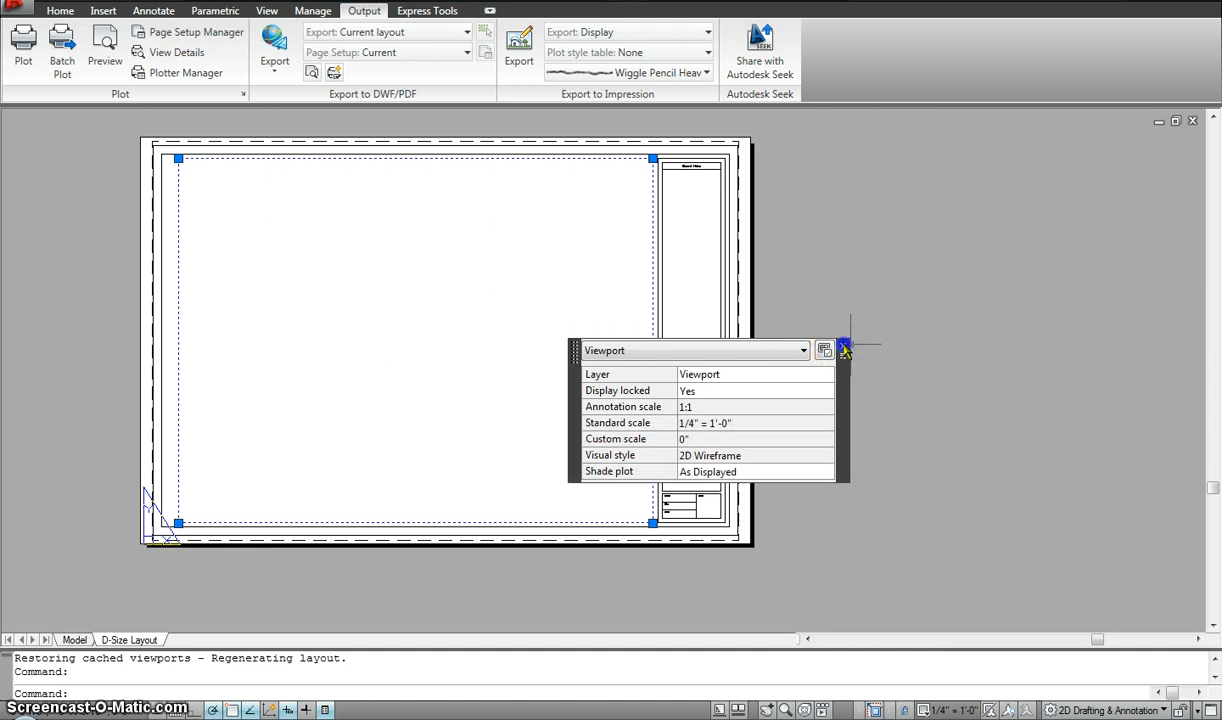 Home Insert Annotate Parametric View Manage Output Express Tools
Plot
Batch Plot
Preview
Page Setup Manager
View Details
Plotter Manager
Plot
Export
Export: Current layout
Page Setup: Current
Export to DWF/PDF
Export
Export: Display
Plot style table: None
Wiggle Pencil Heav
Export to Impression
SEEK
Share with
Autodesk Seek
Autodesk Seek
Viewport
Layer Viewport
Display locked Yes
Annotation scale 1:1
Standard scale 1/4" = 1'-0"
Custom scale 0"
Visual style 2D Wireframe
Shade plot As Displayed
Model D-Size Layout
Restoring cached viewports - Regenerating layout.
Command:
Command:
Screencast-O-Matic.com
1/4" = 1'-0" 2D Drafting & Annotation